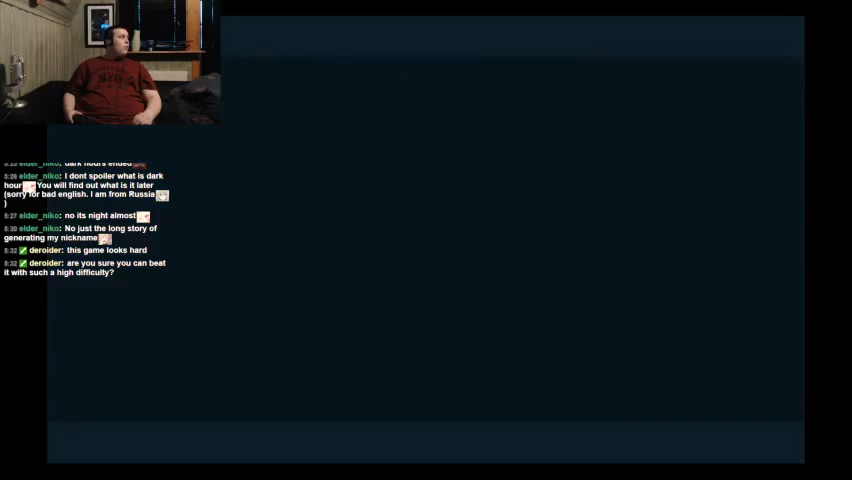 5:25 elder_niko: dark hours ended
5:26 elder_niko: I dont spoiler what is dark
hour You will find out what is it later
(sorry for bad english. I am from Russia
)
5:27 elder_niko: no its night almost
5:30 elder_niko: No just the long story of
generating my nickname
5:32 deroider: this game looks hard
5:32 deroider: are you sure you can beat
it with such a high difficulty?